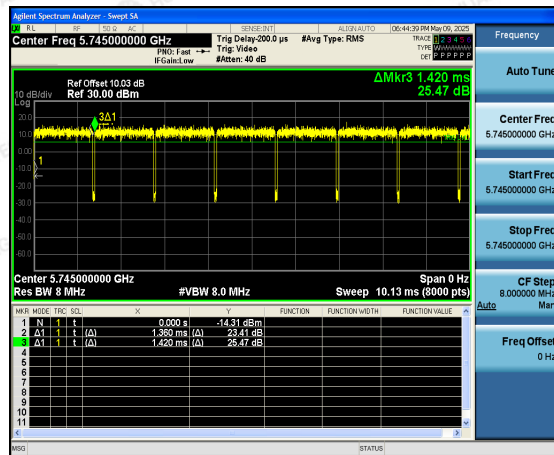 Agilent Spectrum Analyzer - Swept SA
RL RF 50 Ω AC SENSE:INT ALIGN AUTO 06:44:39 PM May 09, 2025
Center Freq 5.745000000 GHz
PNO: Fast
IFGain:Low
Trig Delay-200.0 µs
Trig: Video
#Atten: 40 dB
#Avg Type: RMS
TRACE 1 2 3 4 5 6
TYPE WWWWWW
DET P P P P P P
Ref Offset 10.03 dB
Ref 30.00 dBm
ΔMkr3 1.420 ms
25.47 dB
10 dB/div
Log
20.0
10.0
0.00
-10.0
-20.0
-30.0
-40.0
-50.0
-60.0
3Δ1
1
Center 5.745000000 GHz
Span 0 Hz
Res BW 8 MHz
#VBW 8.0 MHz
Sweep 10.13 ms (8000 pts)
MKR MODE TRC SCL X Y FUNCTION FUNCTION WIDTH FUNCTION VALUE
1 N 1 t 0.000 s -14.31 dBm
2 Δ1 1 t (Δ) 1.360 ms (Δ) 23.41 dB
3 Δ1 1 t (Δ) 1.420 ms (Δ) 25.47 dB
4
5
6
7
8
9
10
11
MSG
STATUS
Frequency
Auto Tune
Center Freq
5.745000000 GHz
Start Freq
5.745000000 GHz
Stop Freq
5.745000000 GHz
CF Step
8.000000 MHz
Auto Man
Freq Offset
0 Hz